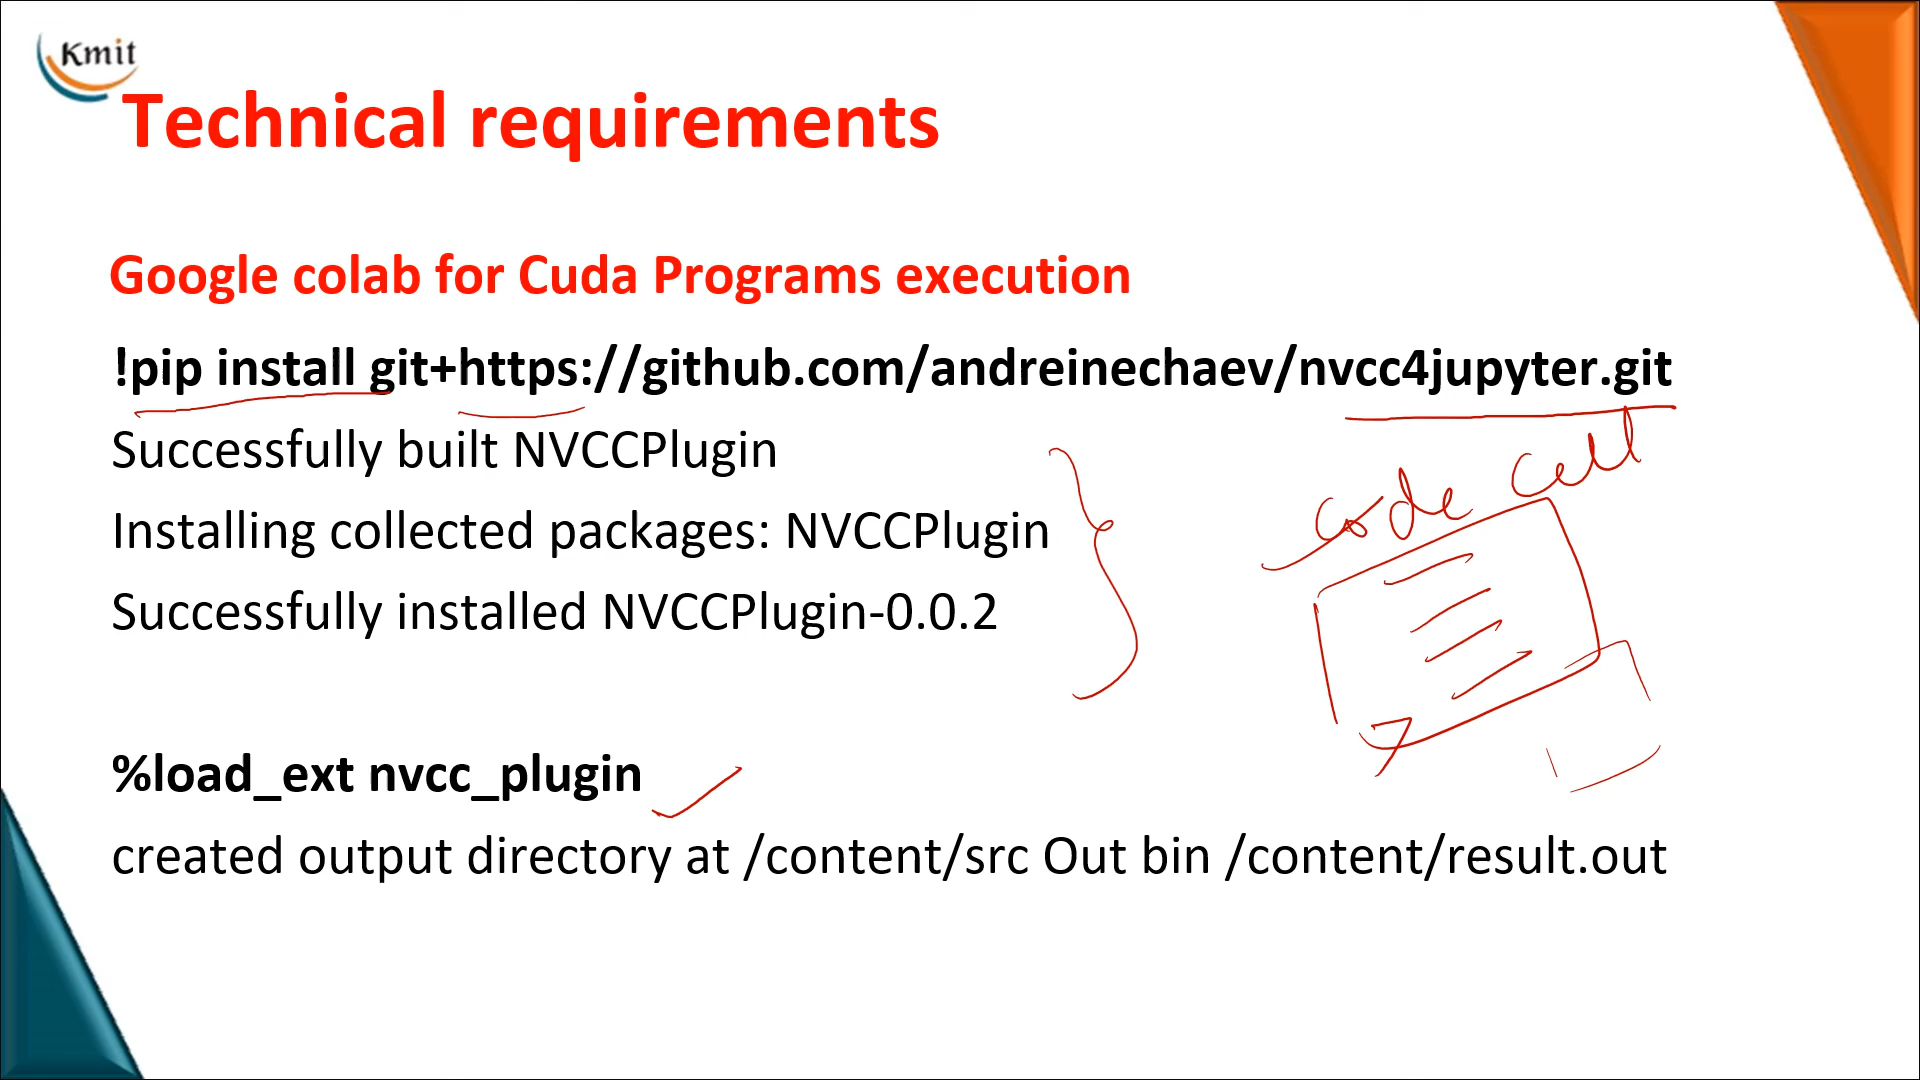 Kmit
Technical requirements
Google colab for Cuda Programs execution
!pip install git+https://github.com/andreinechaev/nvcc4jupyter.git
Successfully built NVCCPlugin
code cell
Installing collected packages: NVCCPlugin
Successfully installed NVCCPlugin-0.0.2
%load_ext nvcc_plugin
created output directory at /content/src Out bin /content/result.out